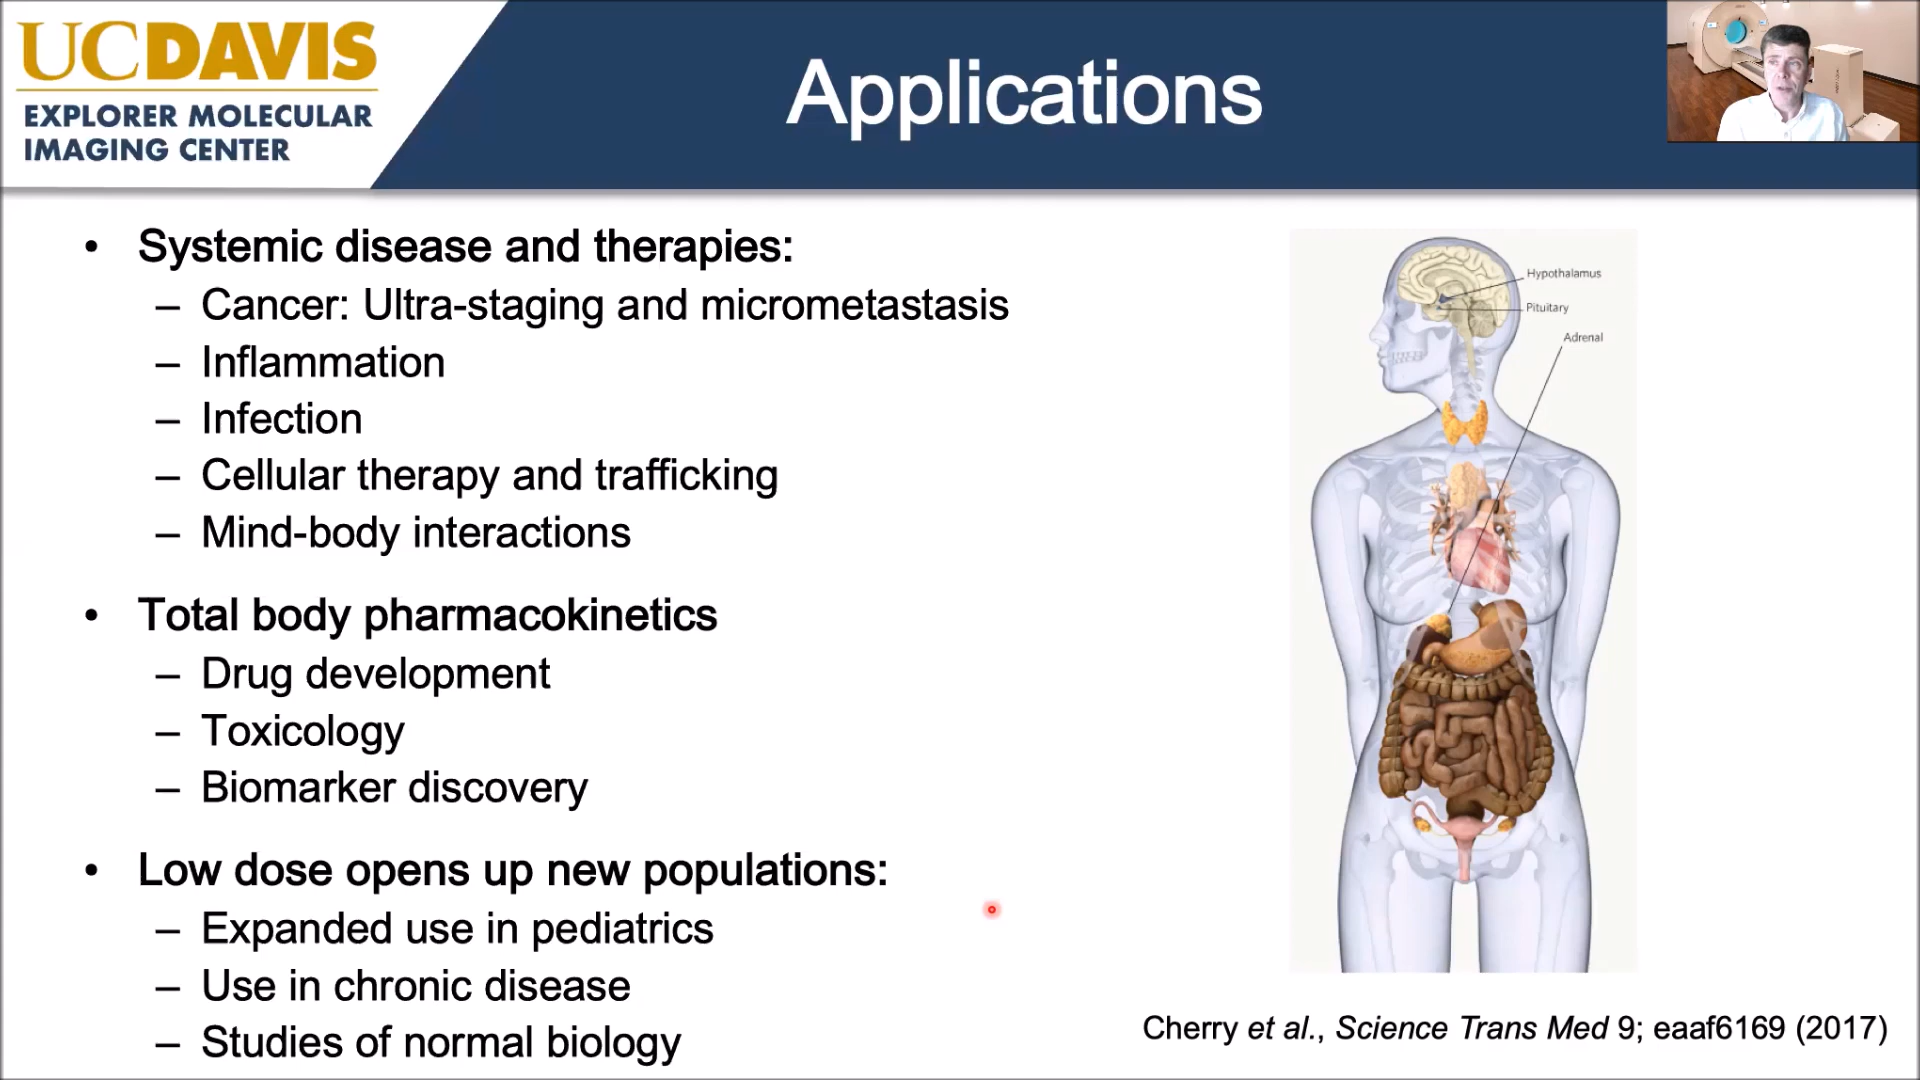 UCDAVIS
EXPLORER MOLECULAR
IMAGING CENTER
Applications
• Systemic disease and therapies:
– Cancer: Ultra-staging and micrometastasis
– Inflammation
– Infection
– Cellular therapy and trafficking
– Mind-body interactions
• Total body pharmacokinetics
– Drug development
– Toxicology
– Biomarker discovery
• Low dose opens up new populations:
– Expanded use in pediatrics
– Use in chronic disease
– Studies of normal biology
Hypothalamus
Pituitary
Adrenal
Cherry et al., Science Trans Med 9; eaaf6169 (2017)